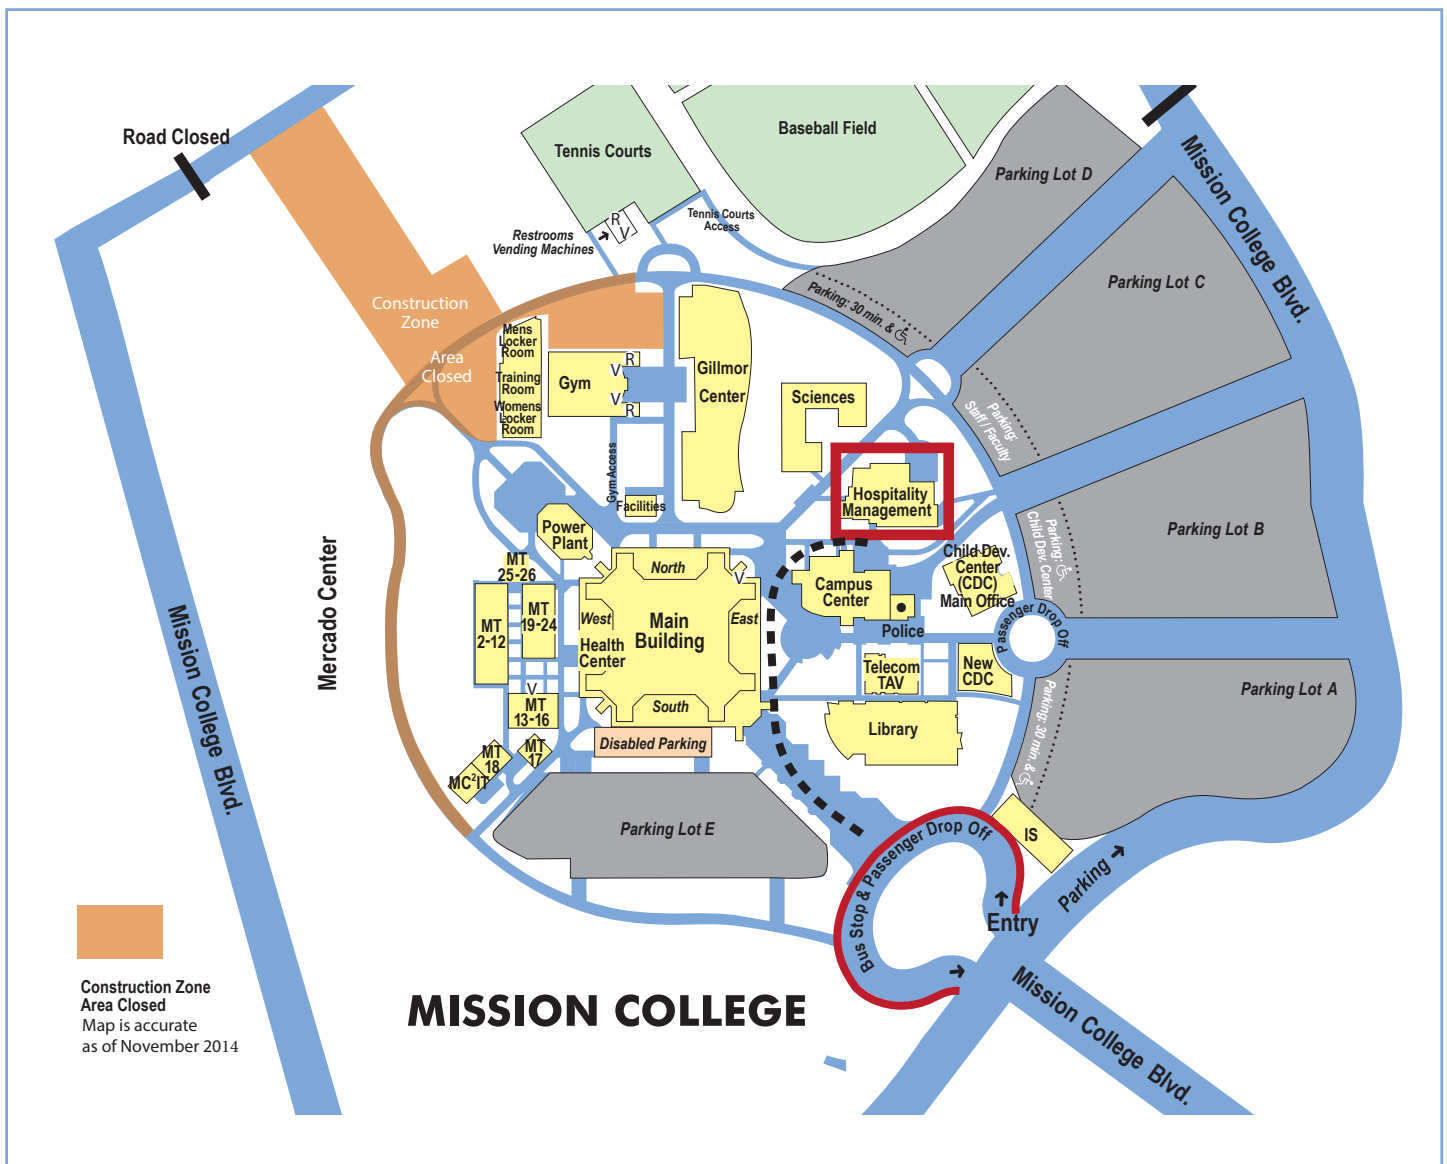 Road Closed
Tennis Courts
Baseball Field
Parking Lot D
Mission College Blvd.
R
V
Restrooms
Vending Machines
Tennis Courts
Access
Parking Lot C
Parking: 30 min. &
Construction
Zone
Area
Closed
Mens
Locker
Room
Training
Room
Womens
Locker
Room
Gym
R
V
V
R
Gillmor
Center
Sciences
Parking:
Staff / Faculty
Gym Access
Facilities
Hospitality
Management
Parking Lot B
Parking:
Child Dev. Center
Power
Plant
MT
25-26
North
V
Campus
Center
Child Dev.
Center
(CDC)
Main Office
Mercado Center
MT
2-12
MT
19-24
West
Main
Building
East
Health
Center
Police
Passenger Drop Off
Telecom
TAV
New
CDC
Parking Lot A
Parking: 30 min. &
V
MT
13-16
South
Library
Disabled Parking
MT
17
MT
18
MC2IT
Mission College Blvd.
Parking Lot E
Bus Stop & Passenger Drop Off
IS
Parking
Entry
Mission College Blvd.
Construction Zone
Area Closed
Map is accurate
as of November 2014
MISSION COLLEGE